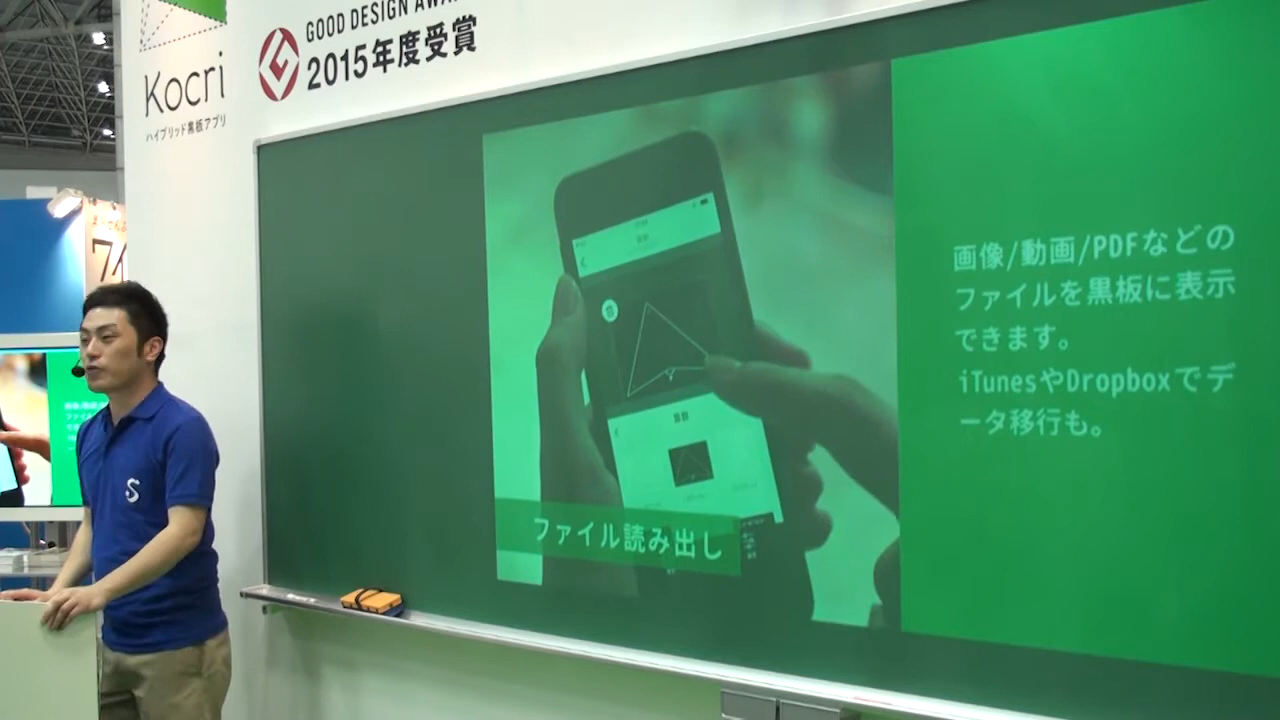 GOOD DESIGN AWA
2015年度受賞
Kocri
ハイブリッド黒板アプリ
画像/動画/PDFなどの
ファイルを黒板に表示
できます。
iTunesやDropboxでデ
ータ移行も。
ファイル読み出し
S